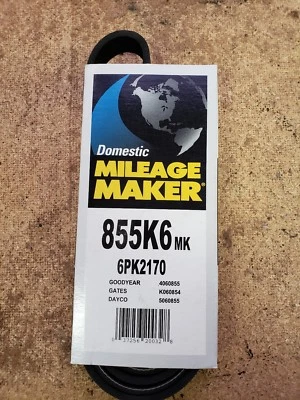 Domestic
MILEAGE
MAKER®
855K6 MK
6PK2170
GOODYEAR 4060855
GATES K060854
DAYCO 5060855